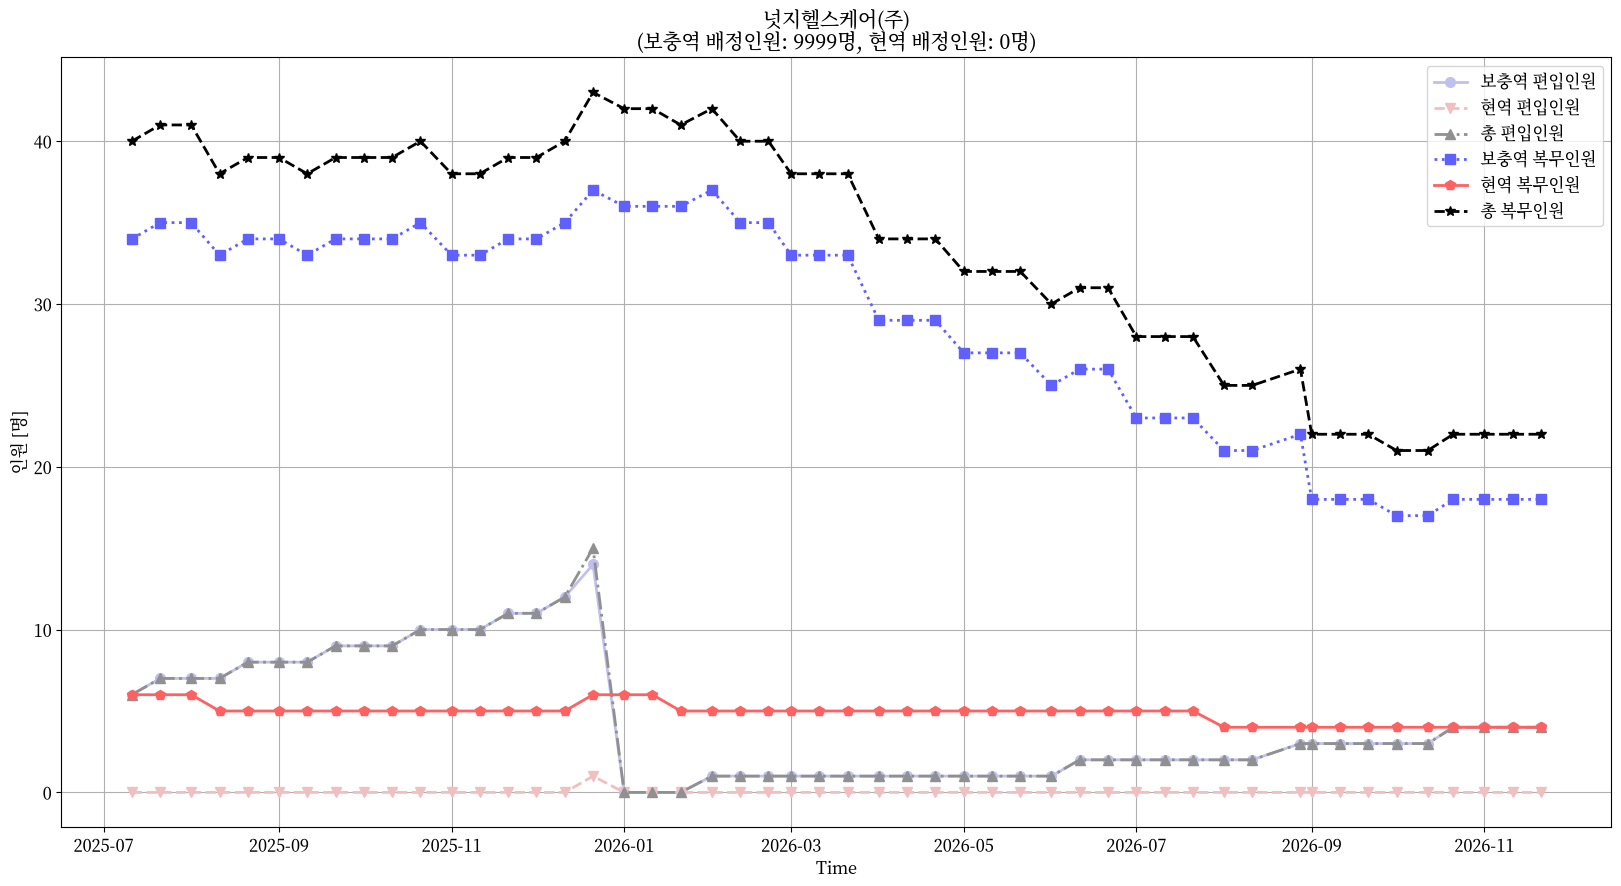 넛지헬스케어(주)
(보충역 배정인원: 9999명, 현역 배정인원: 0명)
보충역 편입인원
현역 편입인원
총 편입인원
보충역 복무인원
현역 복무인원
총 복무인원
인원 [명]
40
30
20
10
0
2025-07
2025-09
2025-11
2026-01
2026-03
2026-05
2026-07
2026-09
2026-11
Time